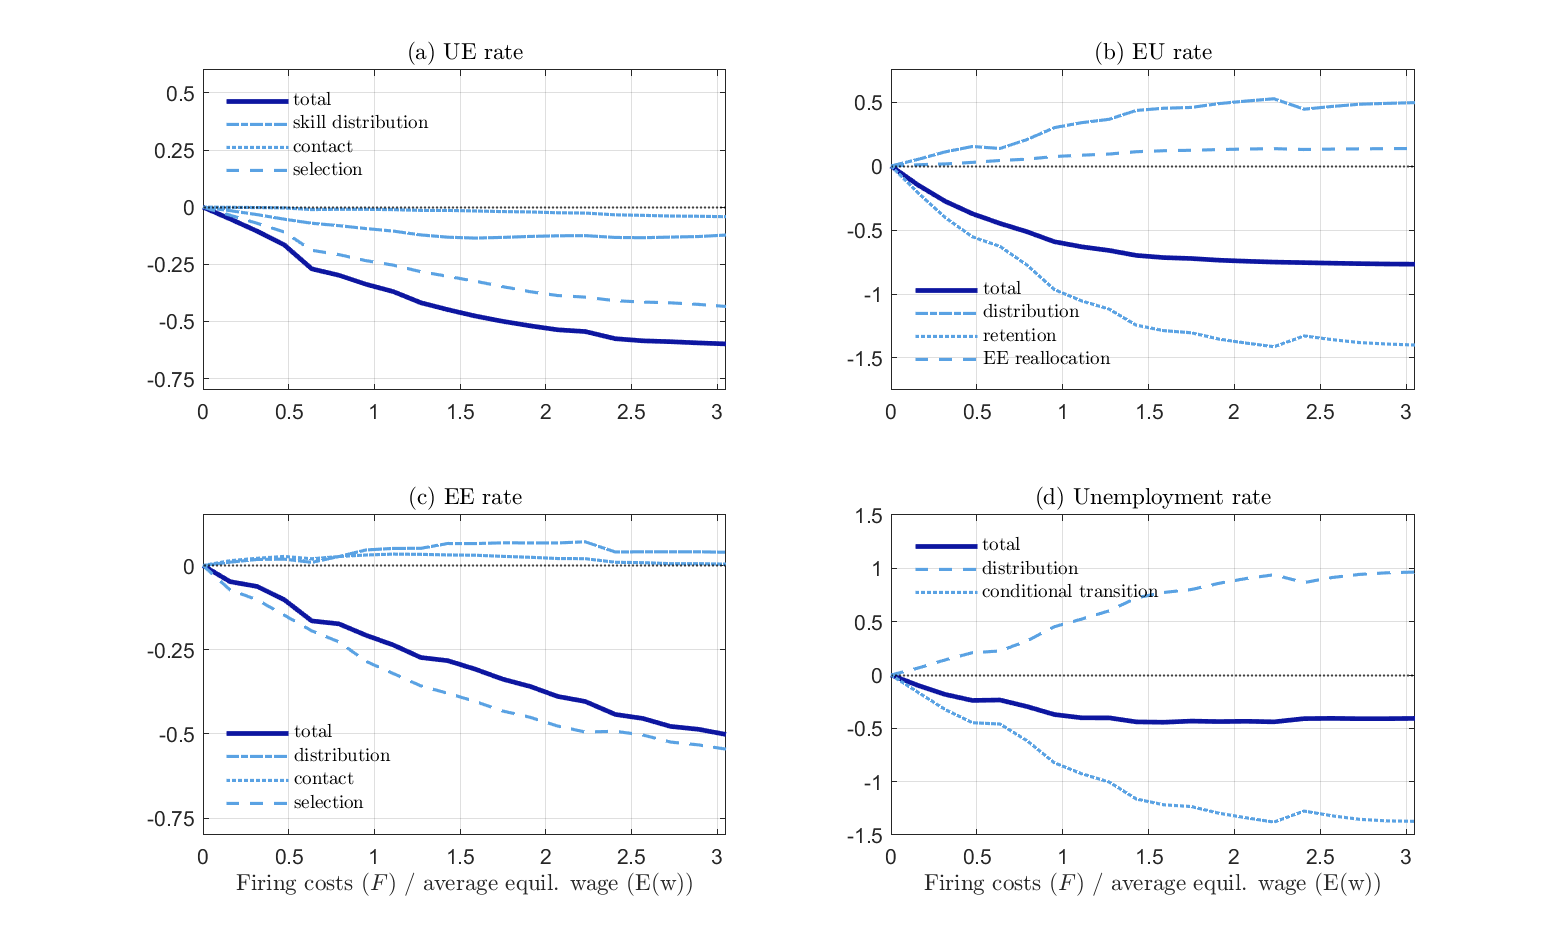 (a) UE rate
0.5
0.25
0
-0.25
-0.5
-0.75
total
skill distribution
contact
selection
0 0.5 1 1.5 2 2.5 3
(b) EU rate
0.5
0
-0.5
-1
-1.5
total
distribution
retention
EE reallocation
0 0.5 1 1.5 2 2.5 3
(c) EE rate
0
-0.25
-0.5
-0.75
total
distribution
contact
selection
0 0.5 1 1.5 2 2.5 3
Firing costs (F) / average equil. wage (E(w))
(d) Unemployment rate
1.5
1
0.5
0
-0.5
-1
-1.5
total
distribution
conditional transition
0 0.5 1 1.5 2 2.5 3
Firing costs (F) / average equil. wage (E(w))